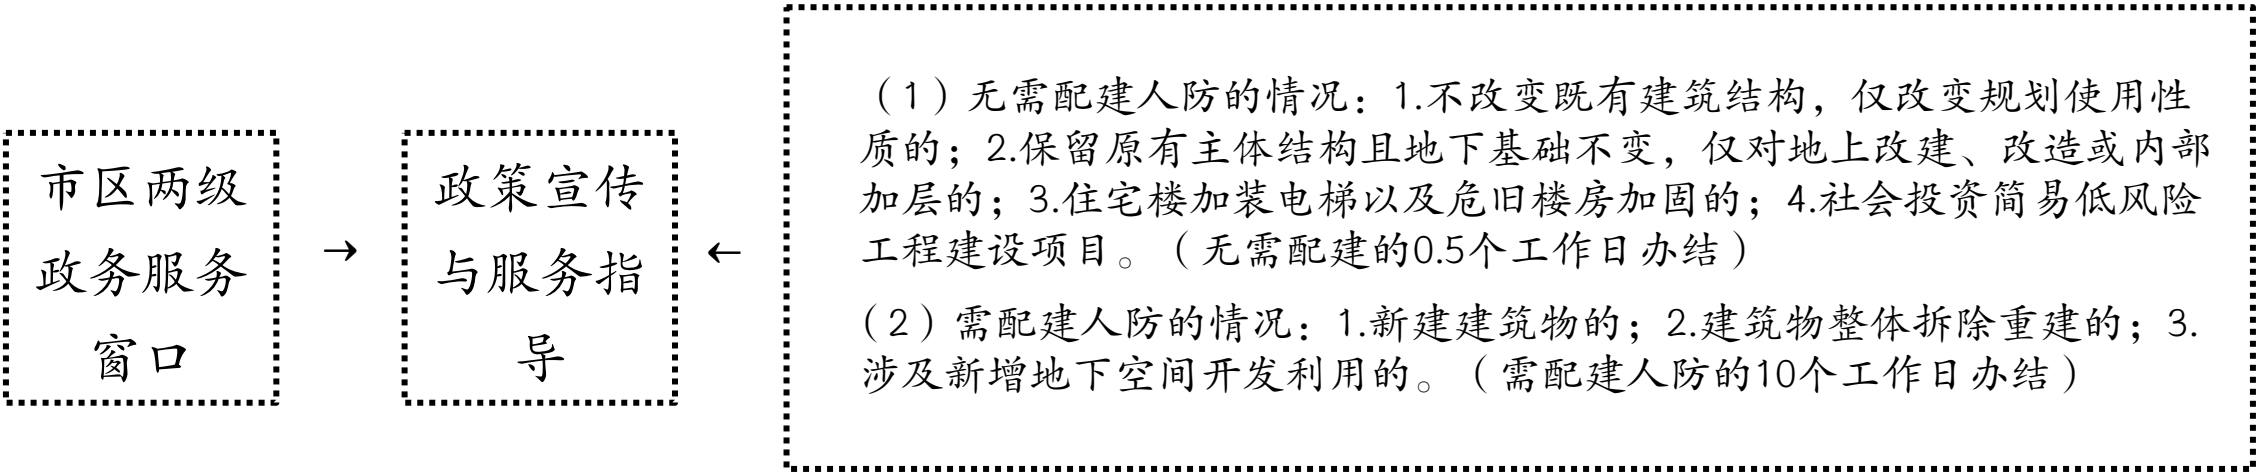 市区两级
政务服务
窗口
→
政策宣传
与服务指
导
←
（1）无需配建人防的情况：1.不改变既有建筑结构，仅改变规划使用性
质的；2.保留原有主体结构且地下基础不变，仅对地上改建、改造或内部
加层的；3.住宅楼加装电梯以及危旧楼房加固的；4.社会投资简易低风险
工程建设项目。（无需配建的0.5个工作日办结）
（2）需配建人防的情况：1.新建建筑物的；2.建筑物整体拆除重建的；3.
涉及新增地下空间开发利用的。（需配建人防的10个工作日办结）